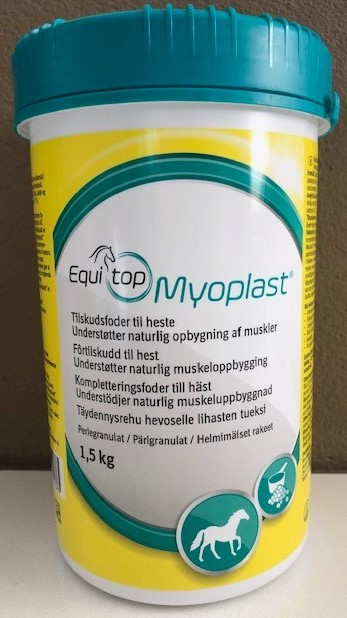 Equi top Myoplast®
Tilskudsfoder til heste
Understøtter naturlig opbygning af muskler
Fôrtilskudd til hest
Understøtter naturlig muskeloppbygging
Kompletteringsfoder till häst
Understödjer naturlig muskeluppbyggnad
Täydennysrehu hevoselle lihasten tueksi
Perlegranulat / Pärlgranulat / Helmimäiset rakeet
1,5 kg